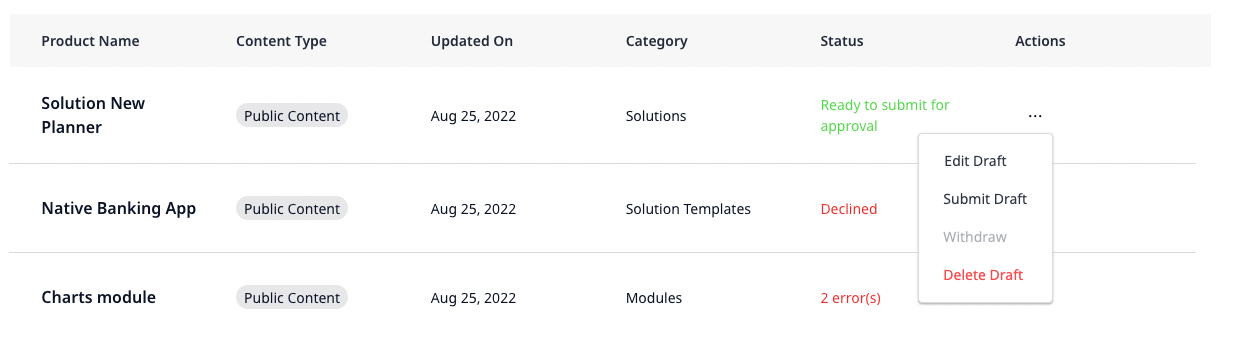 Product Name Content Type Updated On Category Status Actions
Solution New
Planner
Public Content Aug 25, 2022 Solutions
Ready to submit for
approval
...
Edit Draft
Submit Draft
Withdraw
Delete Draft
Native Banking App Public Content Aug 25, 2022 Solution Templates Declined
Charts module Public Content Aug 25, 2022 Modules 2 error(s)